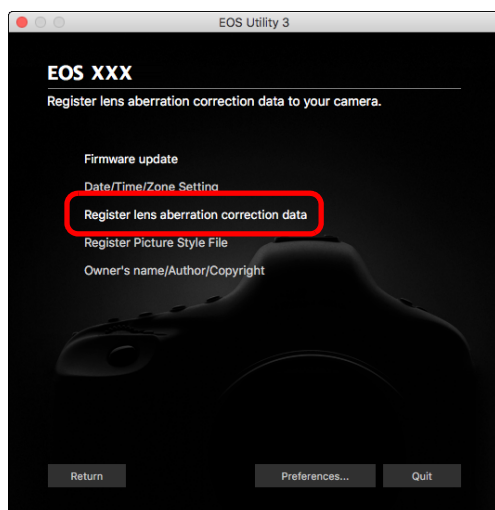 EOS Utility 3
EOS XXX
Register lens aberration correction data to your camera.
Firmware update
Date/Time/Zone Setting
Register lens aberration correction data
Register Picture Style File
Owner's name/Author/Copyright
Return Preferences... Quit